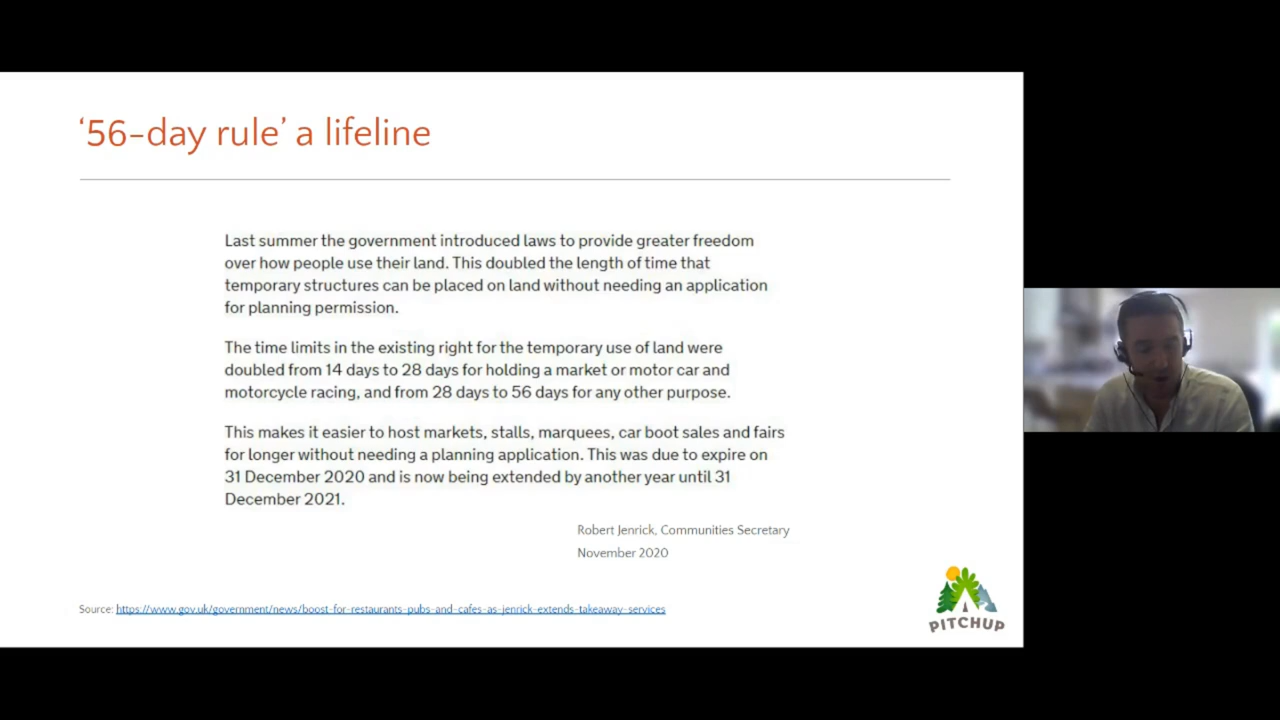 ‘56-day rule’ a lifeline
Last summer the government introduced laws to provide greater freedom
over how people use their land. This doubled the length of time that
temporary structures can be placed on land without needing an application
for planning permission.
The time limits in the existing right for the temporary use of land were
doubled from 14 days to 28 days for holding a market or motor car and
motorcycle racing, and from 28 days to 56 days for any other purpose.
This makes it easier to host markets, stalls, marquees, car boot sales and fairs
for longer without needing a planning application. This was due to expire on
31 December 2020 and is now being extended by another year until 31
December 2021.
Robert Jenrick, Communities Secretary
November 2020
Source: https://www.gov.uk/government/news/boost-for-restaurants-pubs-and-cafes-as-jenrick-extends-takeaway-services
PITCHUP